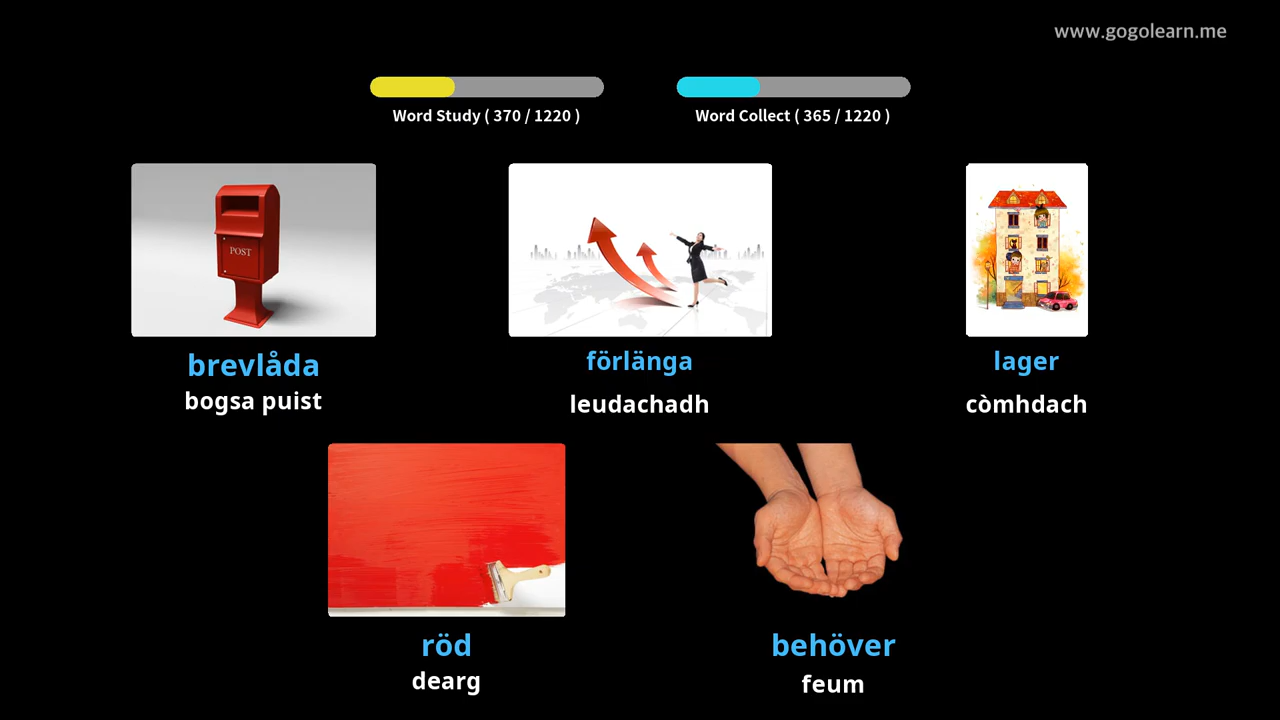 www.gogolearn.me
Word Study ( 370 / 1220 )
Word Collect ( 365 / 1220 )
POST
brevlåda
bogsa puist
förlänga
leudachadh
lager
còmhdach
röd
dearg
behöver
feum